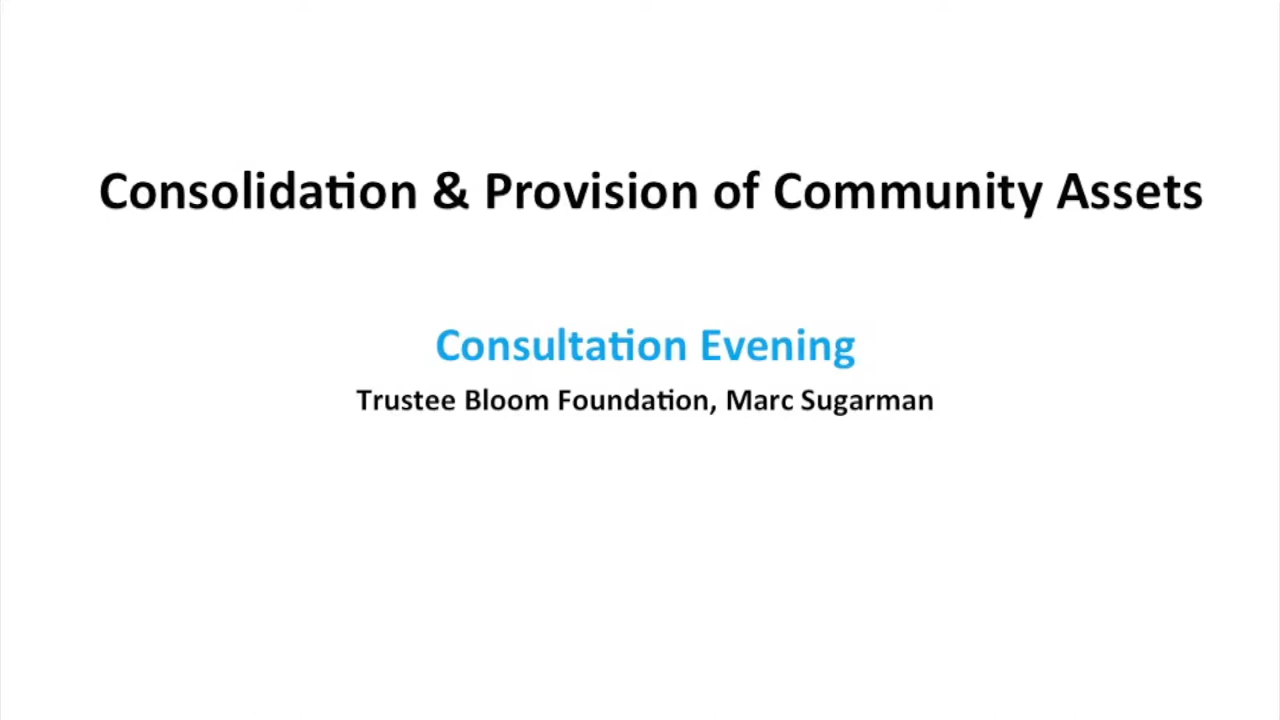 Consolidation & Provision of Community Assets
Consultation Evening
Trustee Bloom Foundation, Marc Sugarman